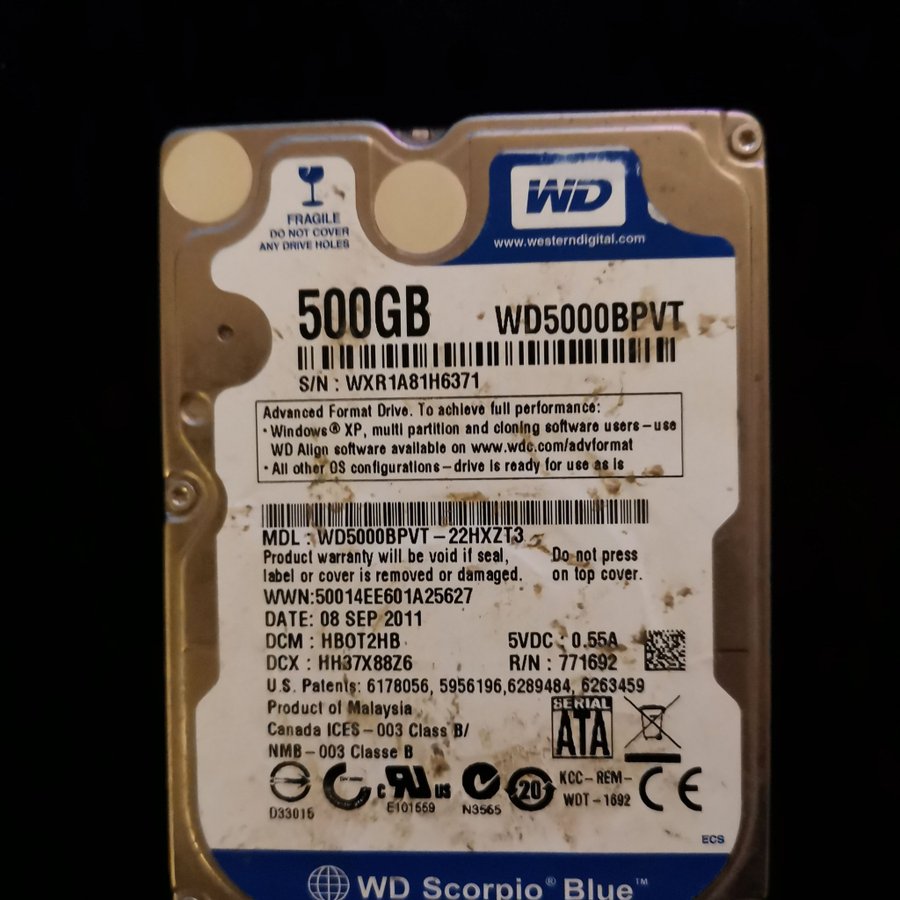 FRAGILE
DO NOT COVER
ANY DRIVE HOLES
WD
www.westerndigital.com
500GB WD5000BPVT
S/N : WXR1A81H6371
Advanced Format Drive. To achieve full performance:
• Windows® XP, multi partition and cloning software users – use
WD Align software available on www.wdc.com/advformat
• All other OS configurations – drive is ready for use as is
MDL : WD5000BPVT – 22HXZT3
Product warranty will be void if seal, Do not press
label or cover is removed or damaged. on top cover.
WWN:50014EE601A25627
DATE: 08 SEP 2011
DCM : HBOT2HB 5VDC : 0.55A
DCX : HH37X88Z6 R/N : 771692
U.S. Patents: 6178056, 5956196,6289484, 6263459
Product of Malaysia
Canada ICES – 003 Class B/
NMB – 003 Classe B
SERIAL
ATA
c RU us
20
KCC – REM –
WDT – 1692
CE
D33015 E101559 N3565
ECS
WD Scorpio® Blue™